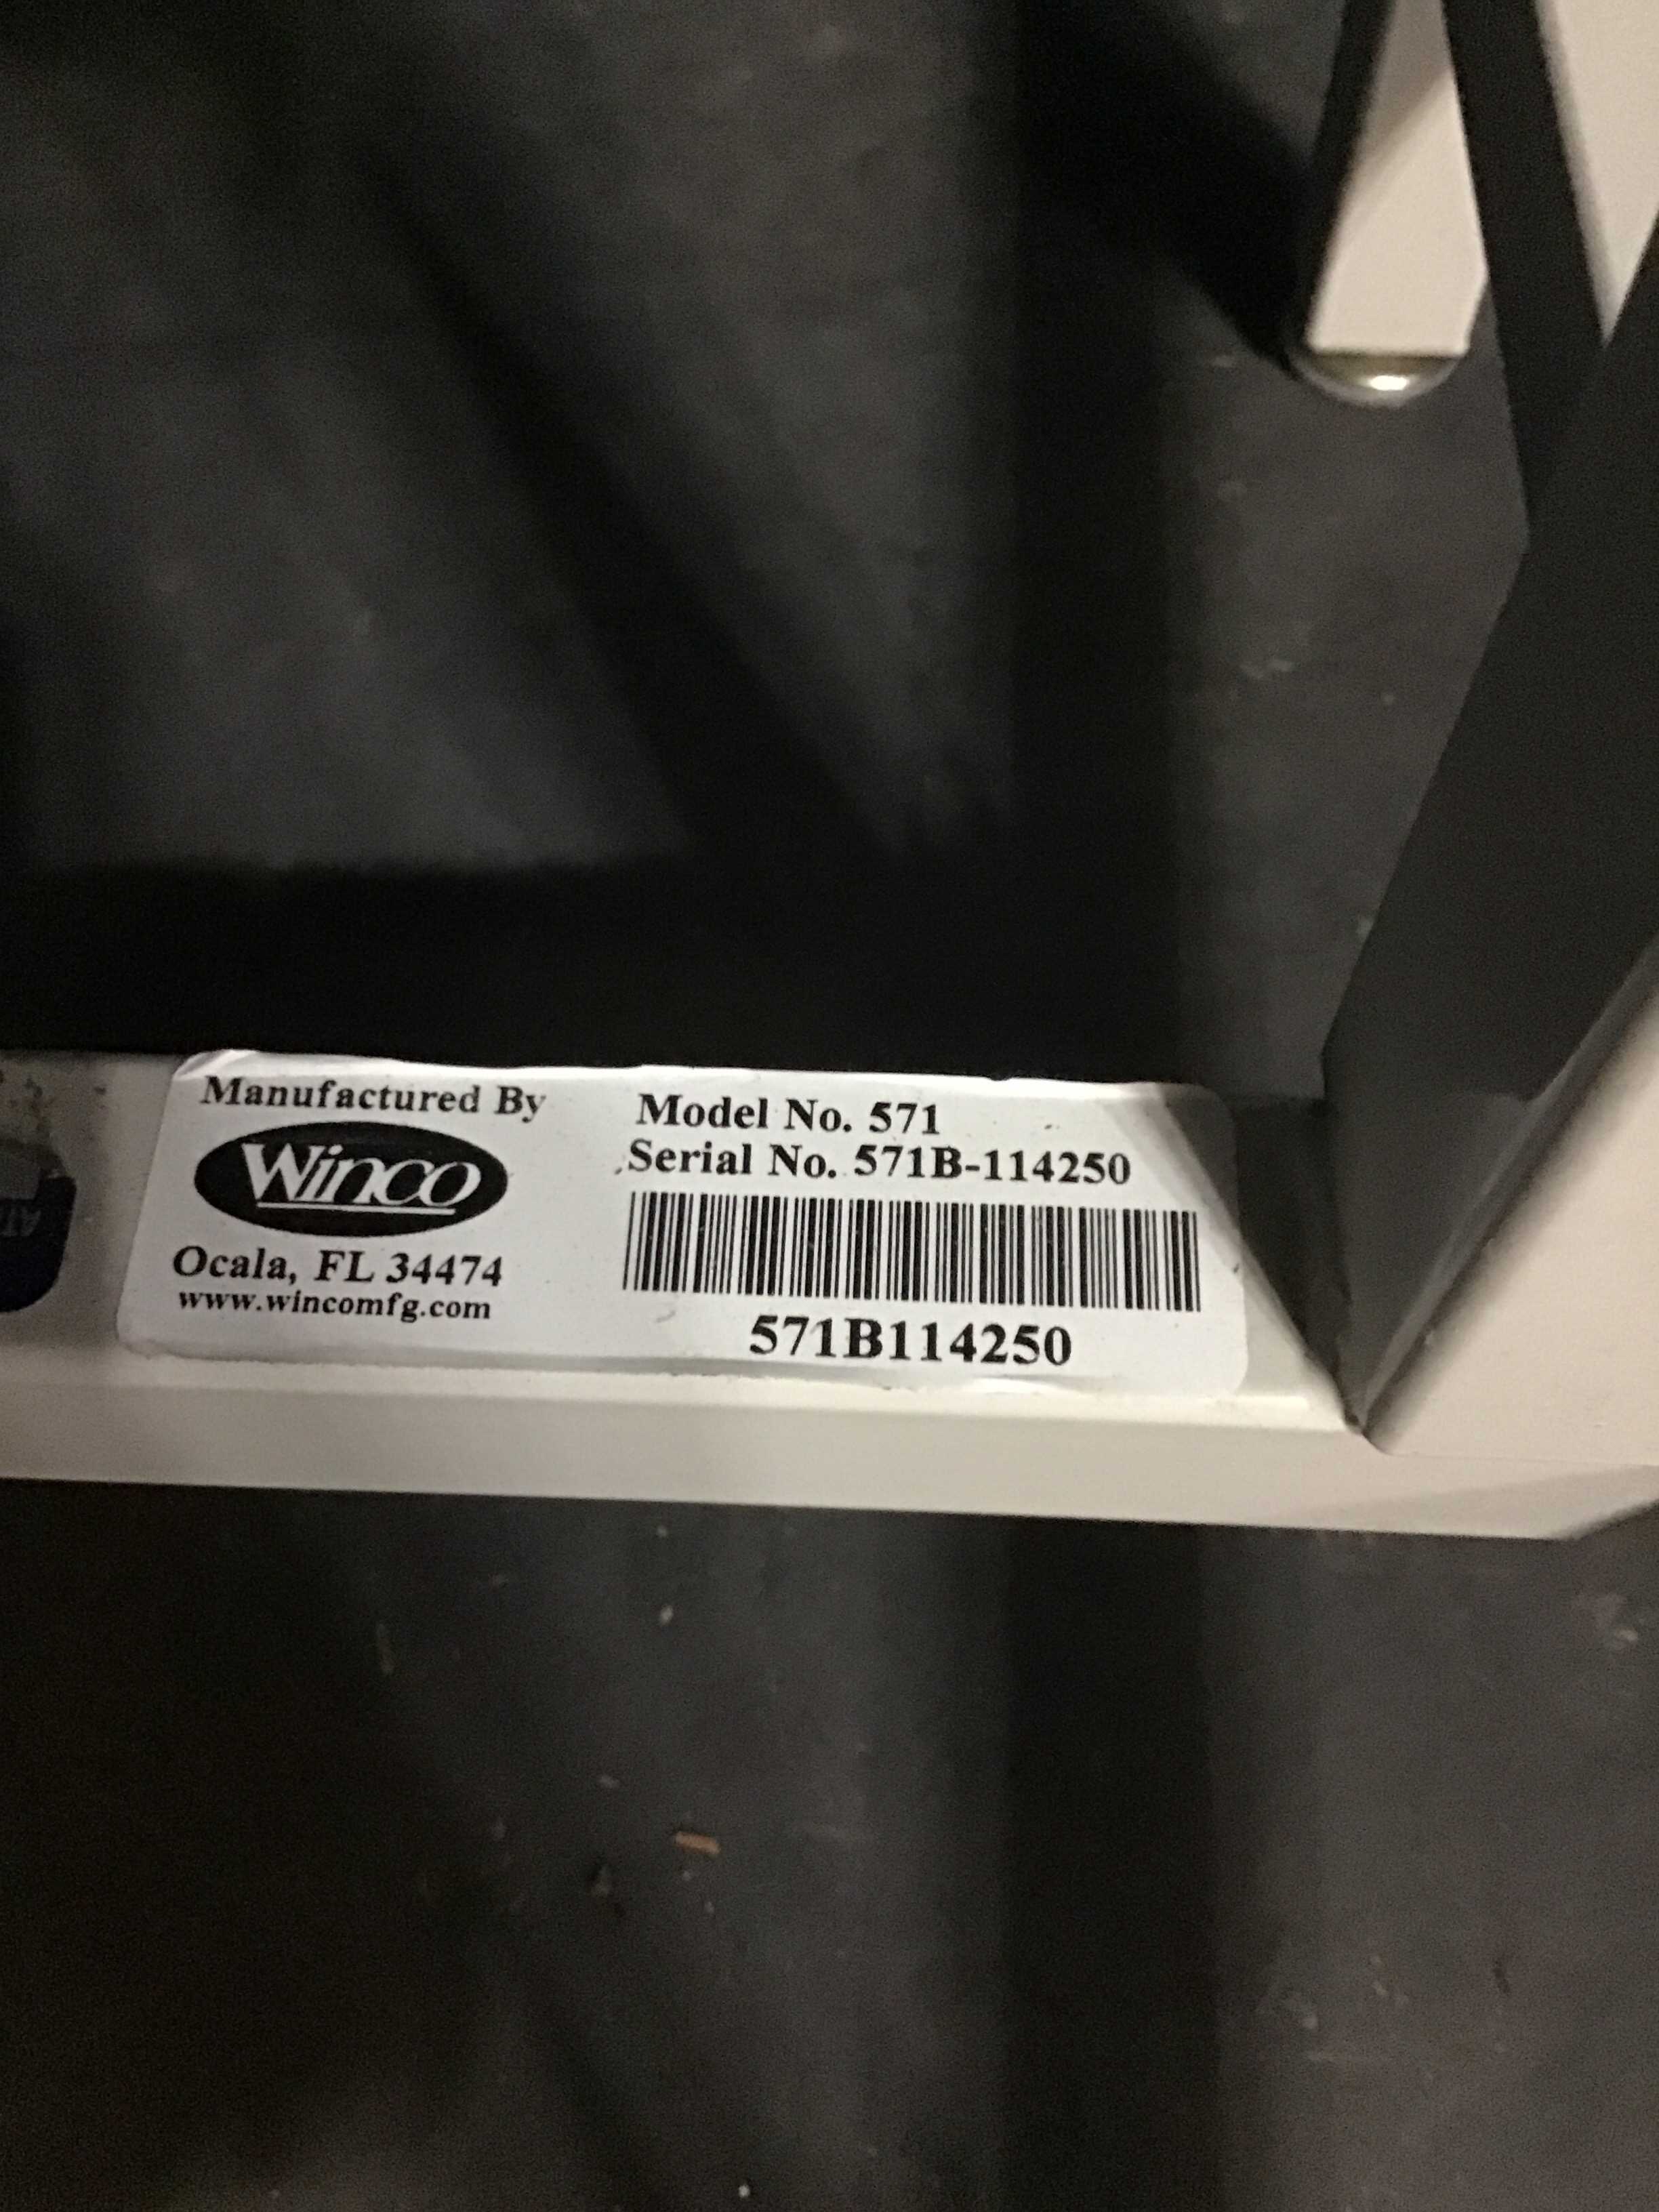 Manufactured By
Winco
Ocala, FL 34474
www.wincomfg.com
Model No. 571
Serial No. 571B-114250
571B114250